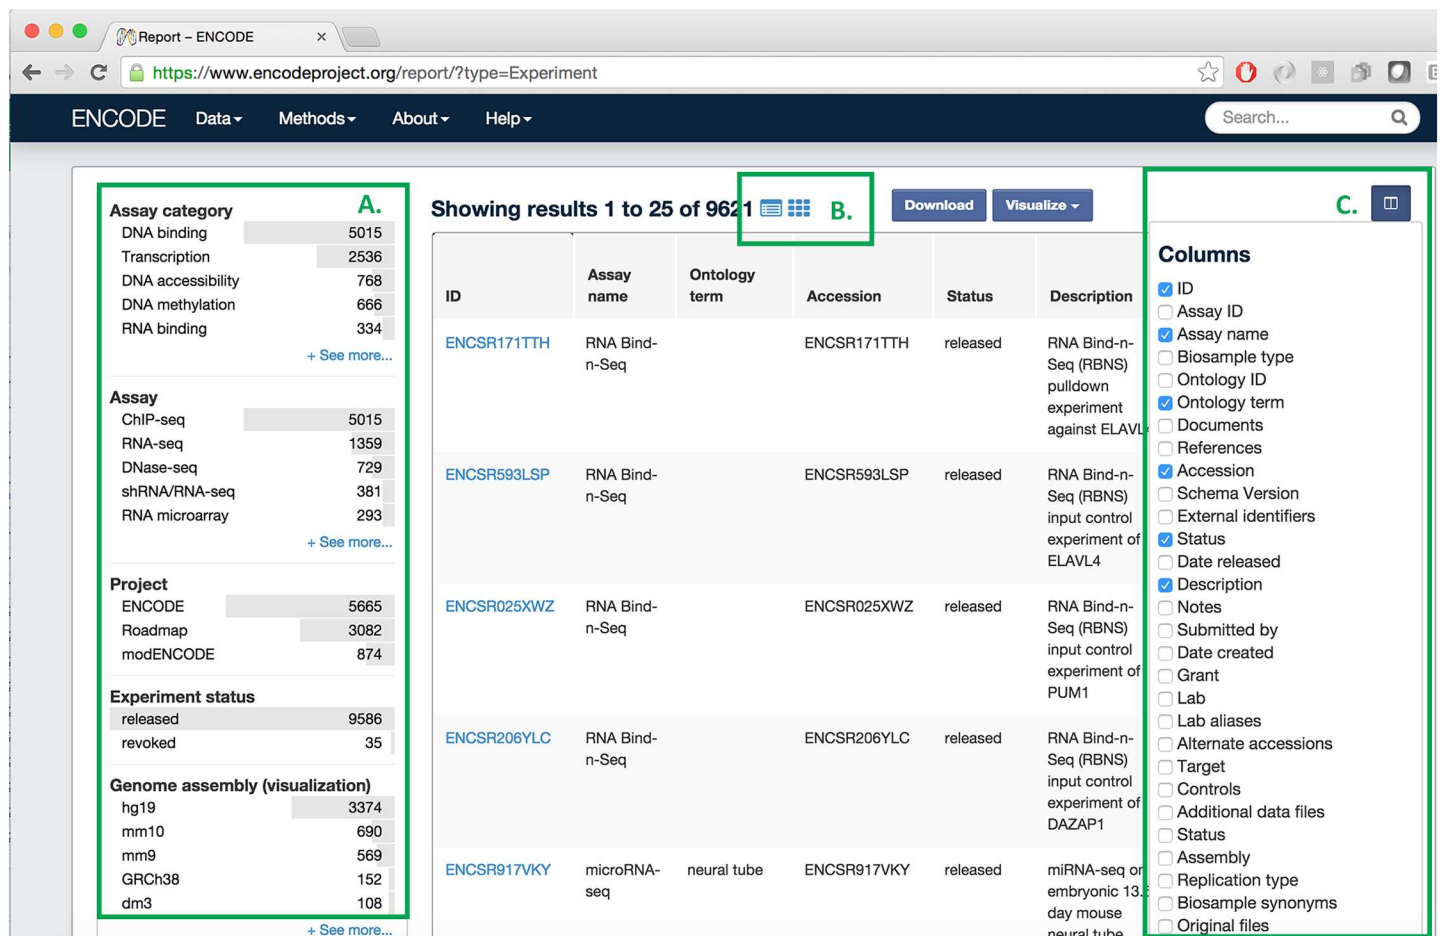 Report – ENCODE ×
https://www.encodeproject.org/report/?type=Experiment
ENCODE Data Methods About Help Search...
A.
Assay category
DNA binding 5015
Transcription 2536
DNA accessibility 768
DNA methylation 666
RNA binding 334
+ See more...
Assay
ChIP-seq 5015
RNA-seq 1359
DNase-seq 729
shRNA/RNA-seq 381
RNA microarray 293
+ See more...
Project
ENCODE 5665
Roadmap 3082
modENCODE 874
Experiment status
released 9586
revoked 35
Genome assembly (visualization)
hg19 3374
mm10 690
mm9 569
GRCh38 152
dm3 108
+ See more...
Showing results 1 to 25 of 9621 B. Download Visualize
ID Assay name Ontology term Accession Status Description
ENCSR171TTH RNA Bind- ENCSR171TTH released RNA Bind-n-
n-Seq Seq (RBNS)
pulldown
experiment
against ELAVL4
ENCSR593LSP RNA Bind- ENCSR593LSP released RNA Bind-n-
n-Seq Seq (RBNS)
input control
experiment of
ELAVL4
ENCSR025XWZ RNA Bind- ENCSR025XWZ released RNA Bind-n-
n-Seq Seq (RBNS)
input control
experiment of
PUM1
ENCSR206YLC RNA Bind- ENCSR206YLC released RNA Bind-n-
n-Seq Seq (RBNS)
input control
experiment of
DAZAP1
ENCSR917VKY microRNA- neural tube ENCSR917VKY released miRNA-seq on
seq embryonic 13.5
day mouse
neural tube
C.
Columns
ID
Assay ID
Assay name
Biosample type
Ontology ID
Ontology term
Documents
References
Accession
Schema Version
External identifiers
Status
Date released
Description
Notes
Submitted by
Date created
Grant
Lab
Lab aliases
Alternate accessions
Target
Controls
Additional data files
Status
Assembly
Replication type
Biosample synonyms
Original files